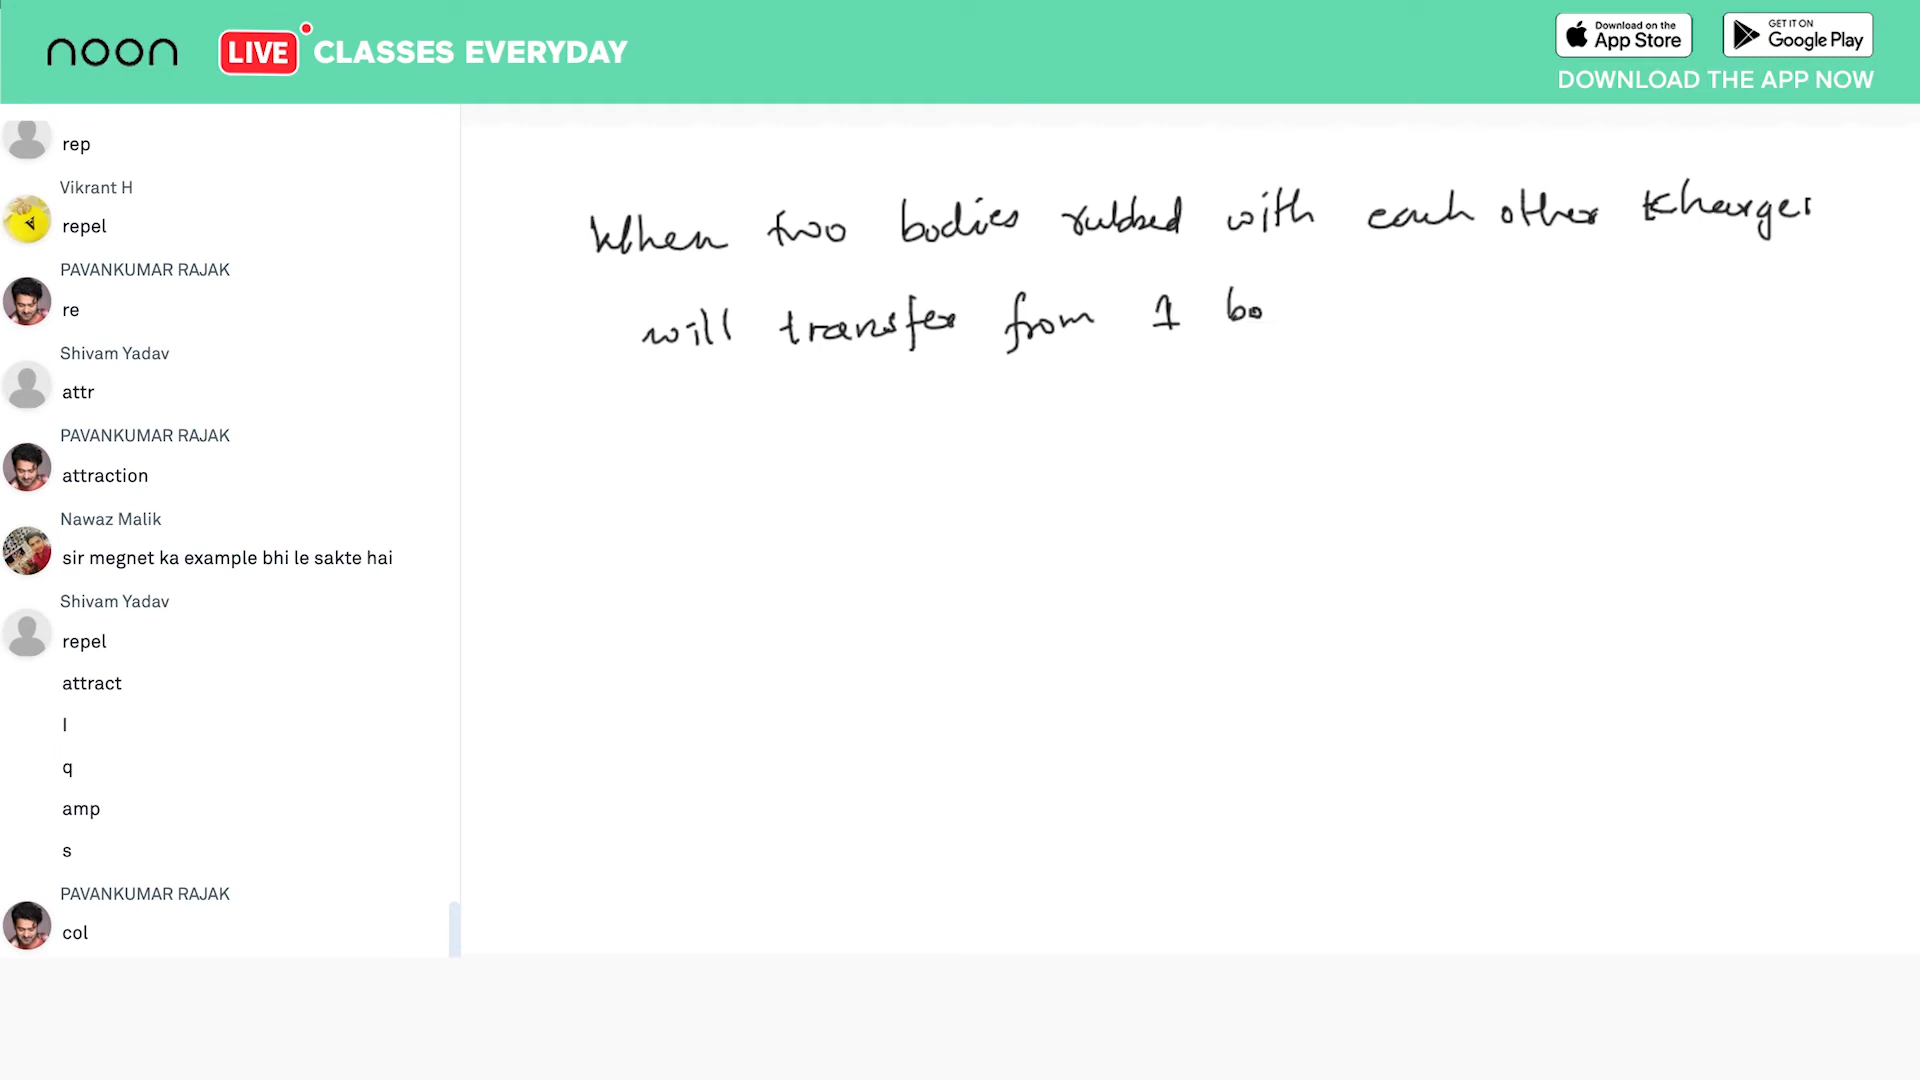 noon LIVE CLASSES EVERYDAY
Download on the App Store
GET IT ON Google Play
DOWNLOAD THE APP NOW
rep
Vikrant H
repel
PAVANKUMAR RAJAK
re
Shivam Yadav
attr
PAVANKUMAR RAJAK
attraction
Nawaz Malik
sir megnet ka example bhi le sakte hai
Shivam Yadav
repel
attract
I
q
amp
s
PAVANKUMAR RAJAK
col
When two bodies rubbed with each other charges
will transfer from 1 bo